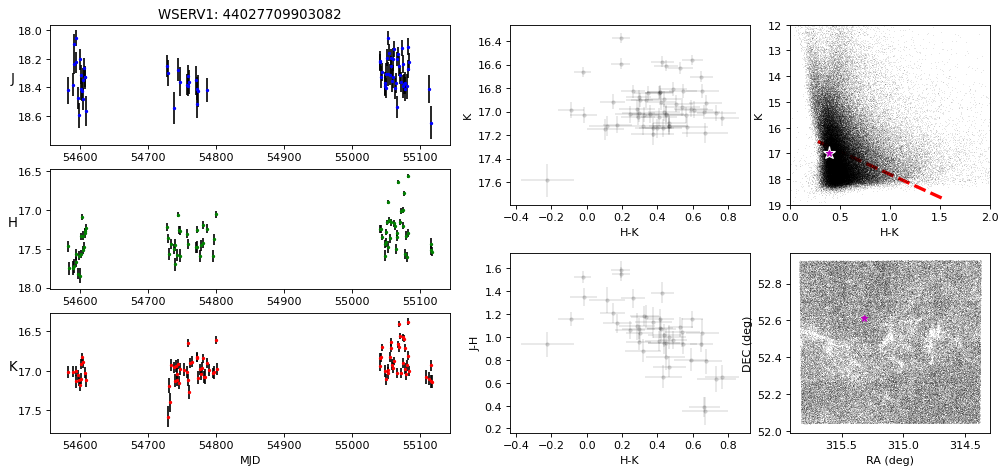 WSERV1: 44027709903082
J
18.0
18.2
18.4
18.6
54600 54700 54800 54900 55000 55100
H
16.5
17.0
17.5
18.0
54600 54700 54800 54900 55000 55100
K
16.5
17.0
17.5
54600 54700 54800 54900 55000 55100
MJD
K
16.4
16.6
16.8
17.0
17.2
17.4
17.6
−0.4 −0.2 0.0 0.2 0.4 0.6 0.8
H-K
K
12
13
14
15
16
17
18
19
0.0 0.5 1.0 1.5 2.0
H-K
J-H
1.6
1.4
1.2
1.0
0.8
0.6
0.4
0.2
−0.4 −0.2 0.0 0.2 0.4 0.6 0.8
H-K
DEC (deg)
52.8
52.6
52.4
52.2
52.0
315.5 315.0 314.5
RA (deg)